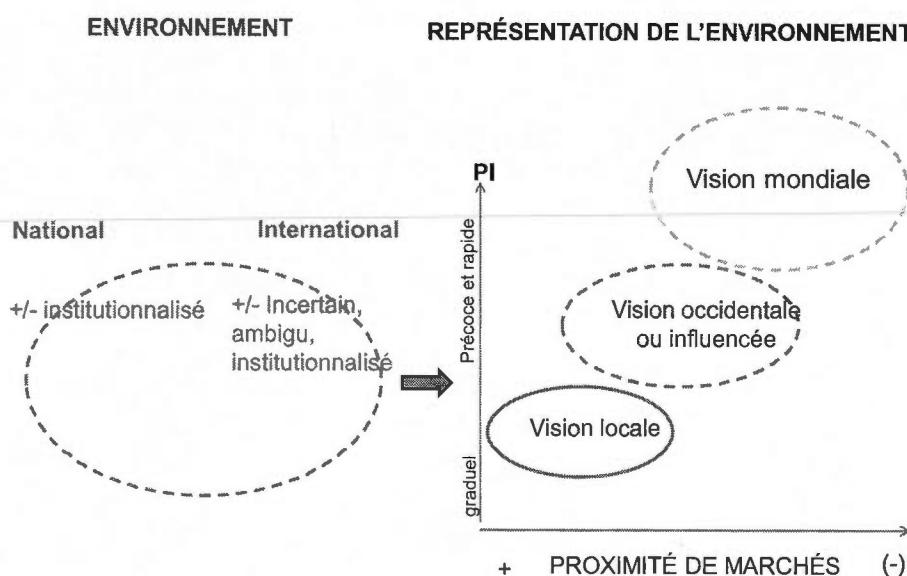 ENVIRONNEMENT
REPRÉSENTATION DE L'ENVIRONNEMENT
National
International
+/- institutionnalisé
+/- Incertain,
ambigu,
institutionnalisé
PI
Précoce et rapide
graduel
Vision mondiale
Vision occidentale
ou influencée
Vision locale
+ PROXIMITÉ DE MARCHÉS (-)